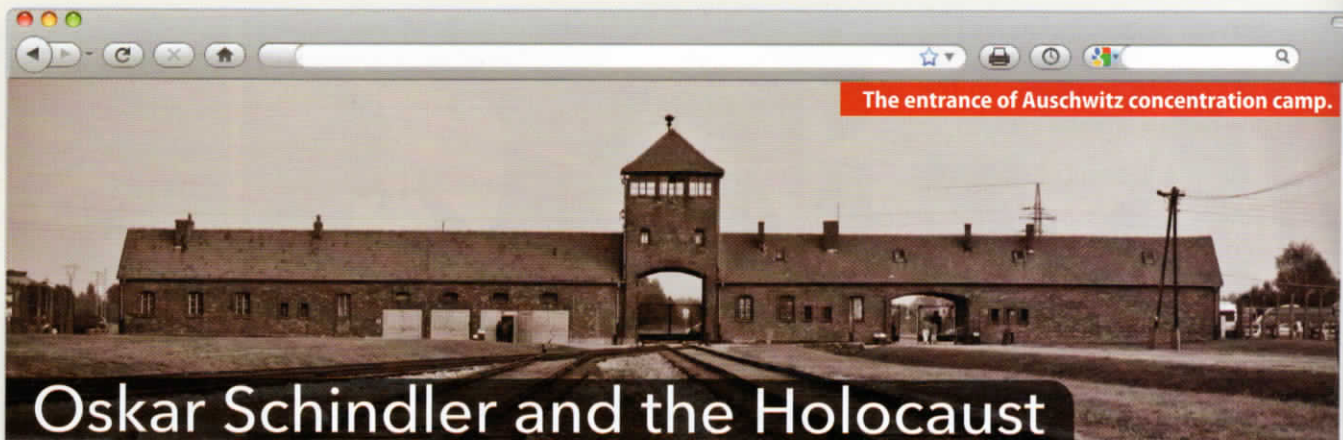 The entrance of Auschwitz concentration camp.
Oskar Schindler and the Holocaust